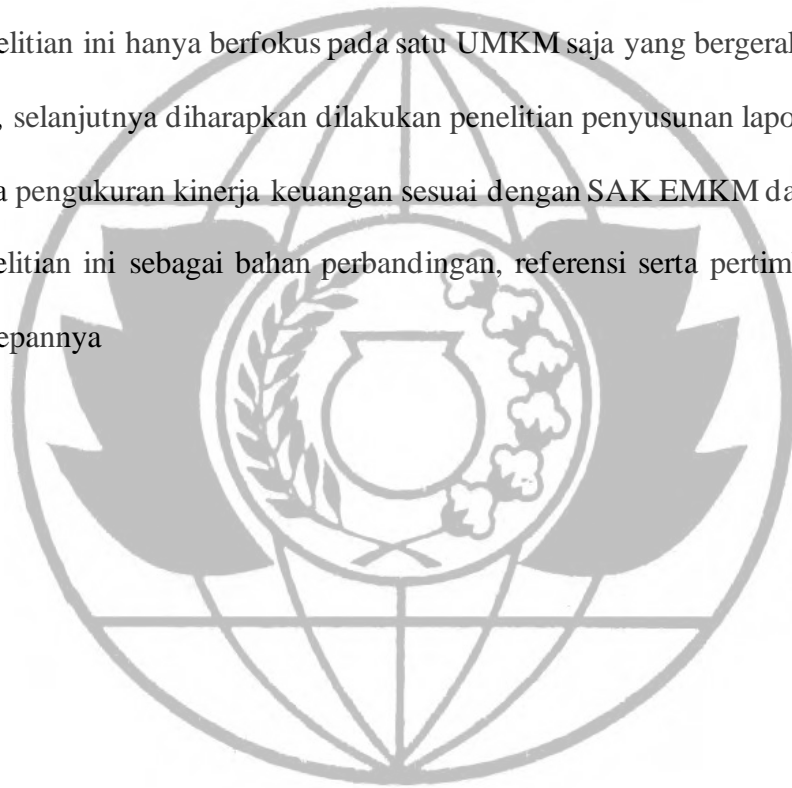 elitian ini hanya berfokus pada satu UMKM saja yang bergeral
, selanjutnya diharapkan dilakukan penelitian penyusunan lapo
a pengukuran kinerja keuangan sesuai dengan SAK EMKM da
elitian ini sebagai bahan perbandingan, referensi serta pertim
epannya